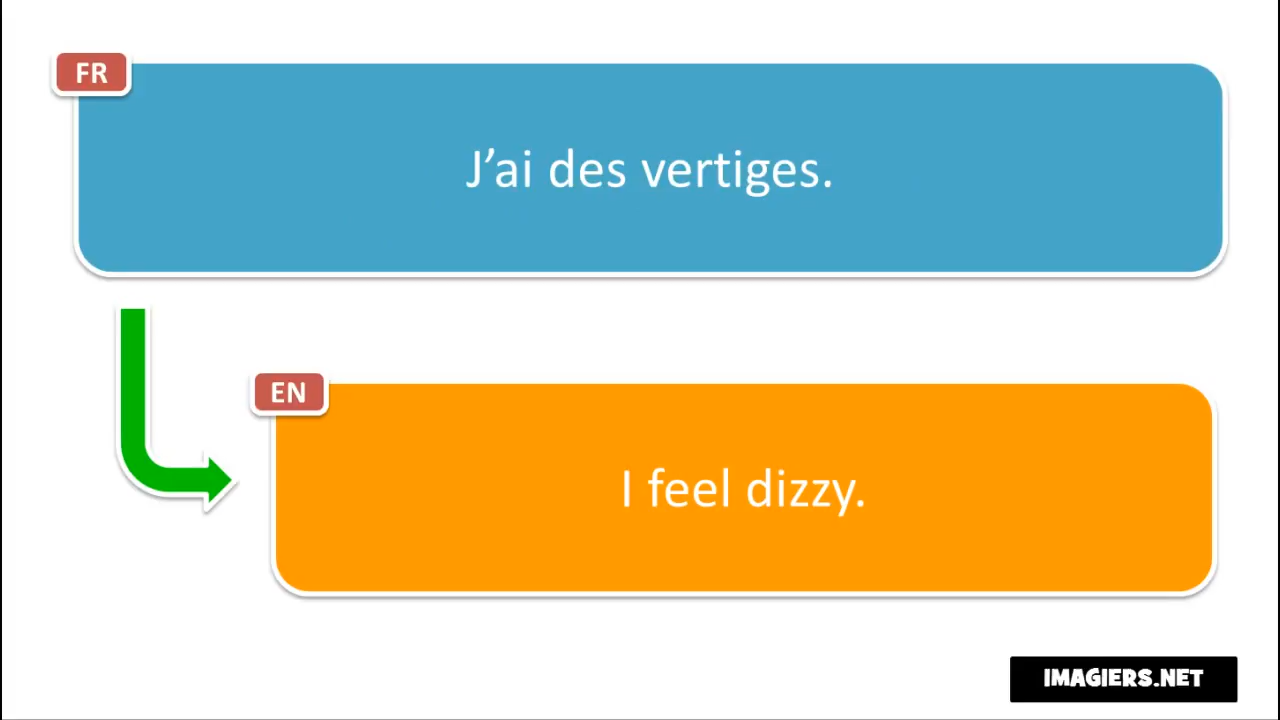 FR
J’ai des vertiges.
EN
I feel dizzy.
IMAGIERS.NET